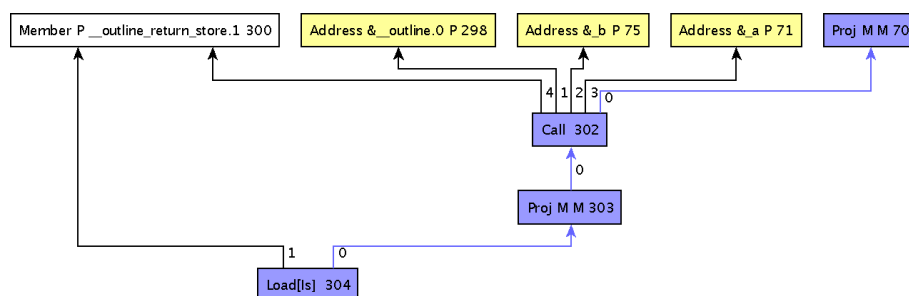 Member P __outline_return_store.1 300
Address &__outline.0 P 298
Address &_b P 75
Address &_a P 71
Proj M M 70
4
1
2
3
0
Call 302
0
Proj M M 303
1
0
Load[Is] 304